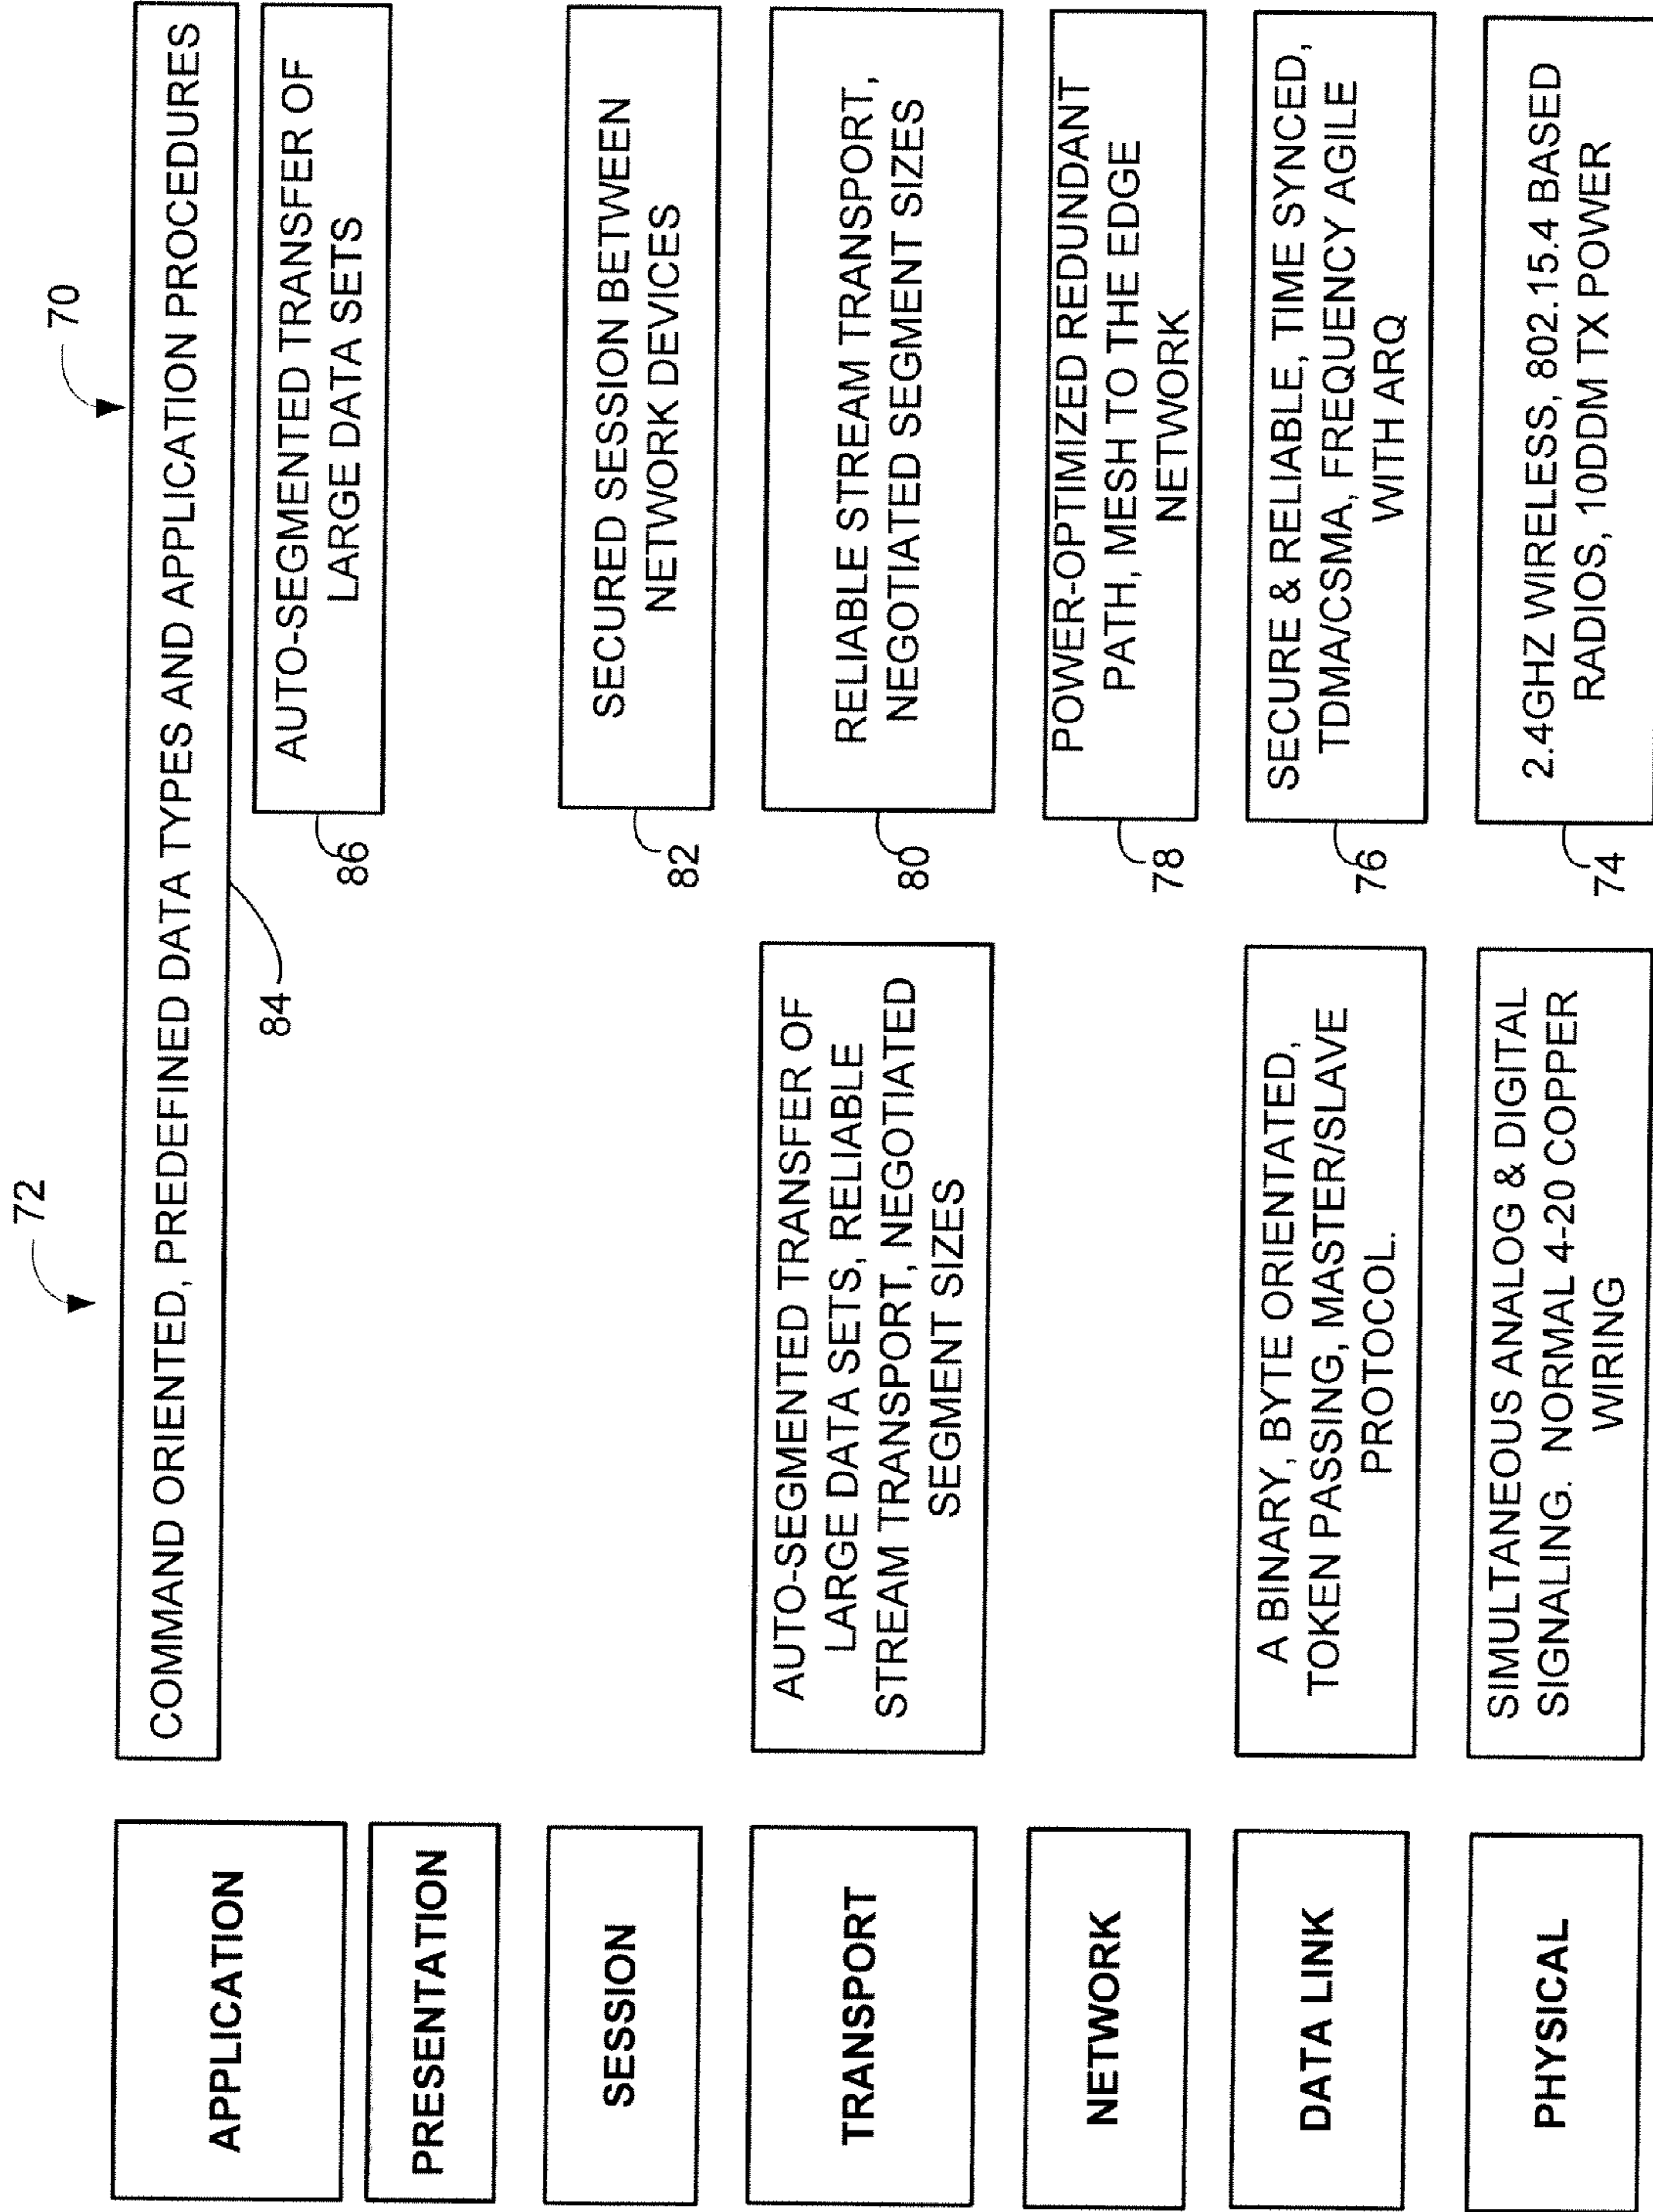 72
70
APPLICATION
COMMAND ORIENTED, PREDEFINED DATA TYPES AND APPLICATION PROCEDURES
84
PRESENTATION
AUTO-SEGMENTED TRANSFER OF
LARGE DATA SETS
86
SESSION
SECURED SESSION BETWEEN
NETWORK DEVICES
82
TRANSPORT
AUTO-SEGMENTED TRANSFER OF
LARGE DATA SETS, RELIABLE
STREAM TRANSPORT, NEGOTIATED
SEGMENT SIZES
RELIABLE STREAM TRANSPORT,
NEGOTIATED SEGMENT SIZES
80
NETWORK
POWER-OPTIMIZED REDUNDANT
PATH, MESH TO THE EDGE
NETWORK
78
DATA LINK
A BINARY, BYTE ORIENTATED,
TOKEN PASSING, MASTER/SLAVE
PROTOCOL.
SECURE & RELIABLE, TIME SYNCED,
TDMA/CSMA, FREQUENCY AGILE
WITH ARQ
76
PHYSICAL
SIMULTANEOUS ANALOG & DIGITAL
SIGNALING. NORMAL 4-20 COPPER
WIRING
2.4GHZ WIRELESS, 802.15.4 BASED
RADIOS, 10DDM TX POWER
74